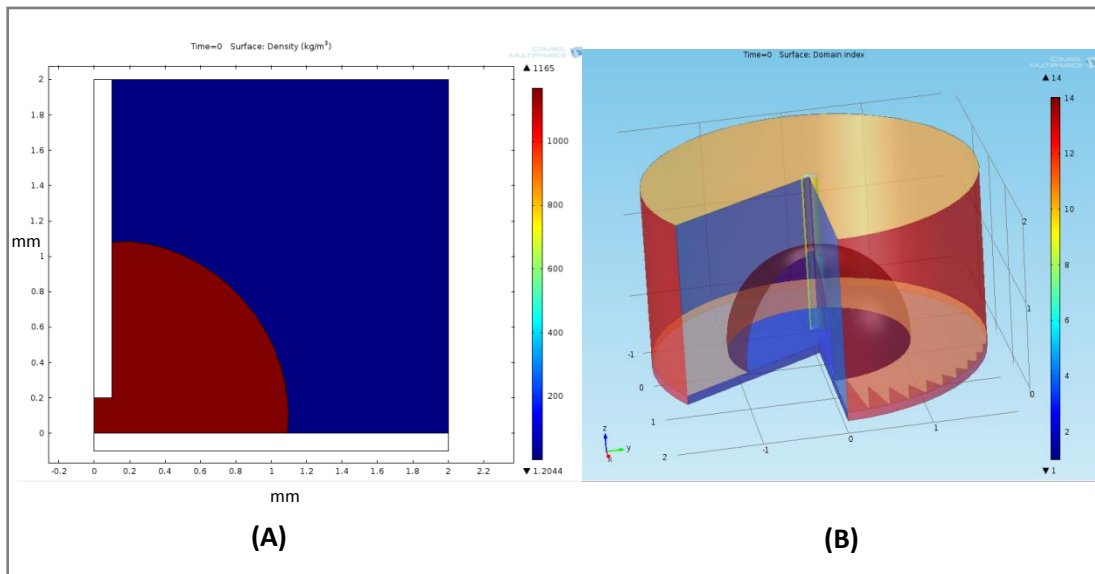 Time=0 Surface: Density (kg/m³)
COMSOL
MULTIPHYSICS
▲ 1165
2
1.8
1.6
1.4
1.2
1
0.8
0.6
0.4
0.2
0
mm
-0.2 0 0.2 0.4 0.6 0.8 1 1.2 1.4 1.6 1.8 2 2.2
mm
1000
800
600
400
200
▼ 1.2044
(A)
Time=0 Surface: Domain index
COMSOL
MULTIPHYSICS
▲ 14
14
12
10
8
6
4
2
▼ 1
2
1
0
-1
0
1
2
-1
0
1
z
y
x
(B)